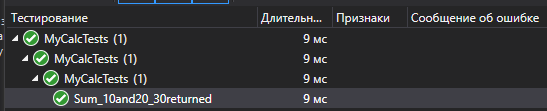 Тестирование Длительн... Признаки Сообщение об ошибке
MyCalcTests (1) 9 мс
MyCalcTests (1) 9 мс
MyCalcTests (1) 9 мс
Sum_10and20_30returned 9 мс